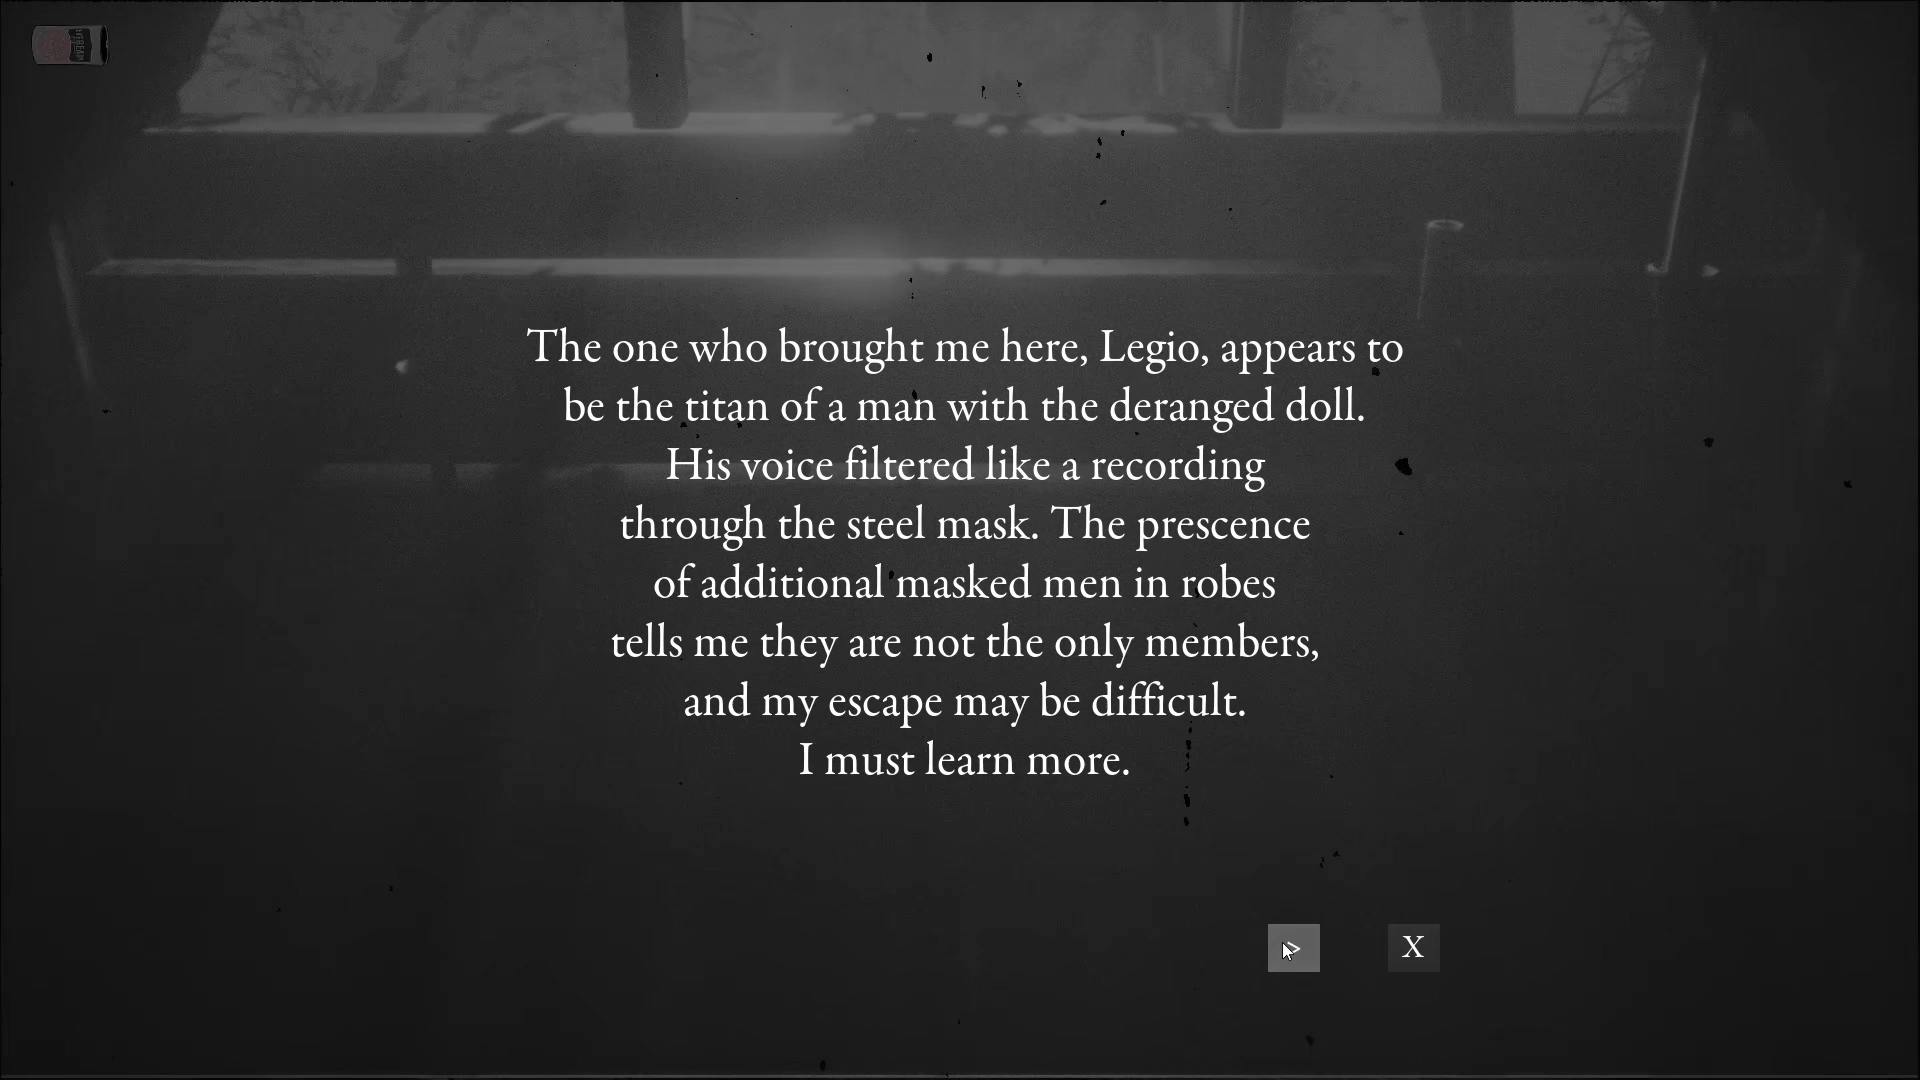 The one who brought me here, Legio, appears to
be the titan of a man with the deranged doll.
His voice filtered like a recording
through the steel mask. The prescence
of additional masked men in robes
tells me they are not the only members,
and my escape may be difficult.
I must learn more.
> X